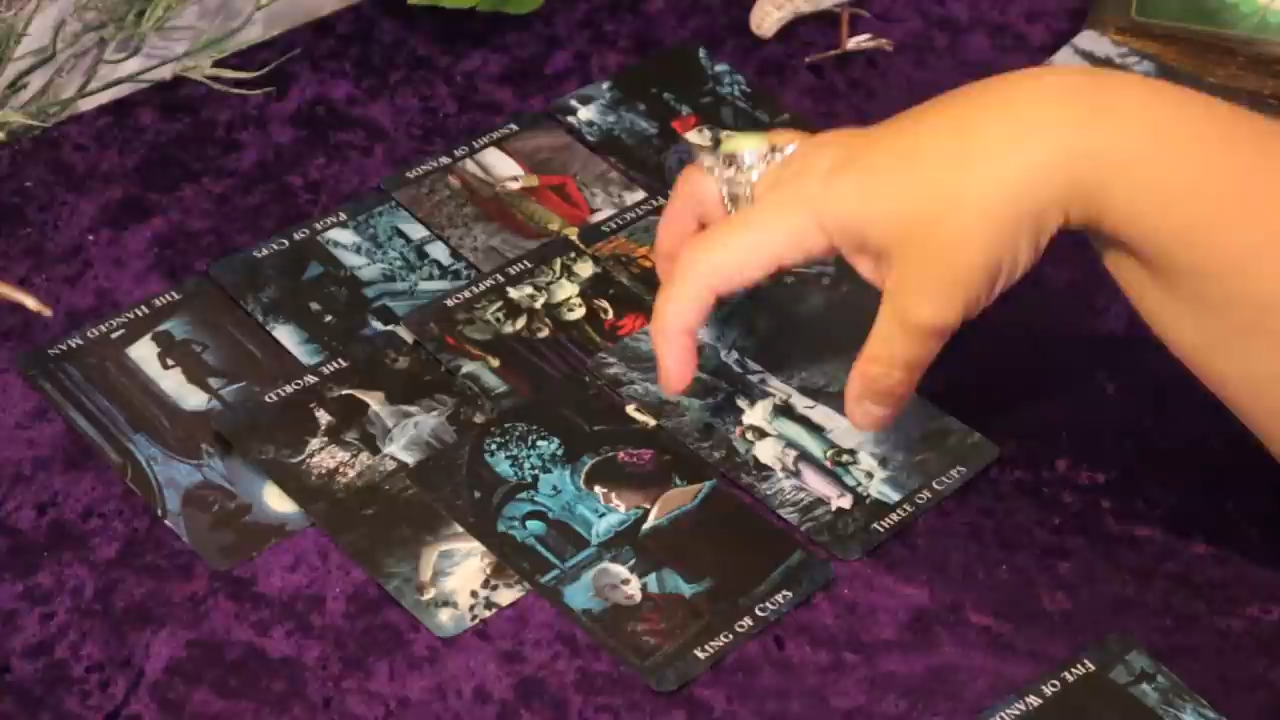 KNIGHT OF WANDS
PENTACLES
PAGE OF CUPS
THE EMPEROR
THE HANGED MAN
THE WORLD
THREE OF CUPS
KING OF CUPS
FIVE OF WAND